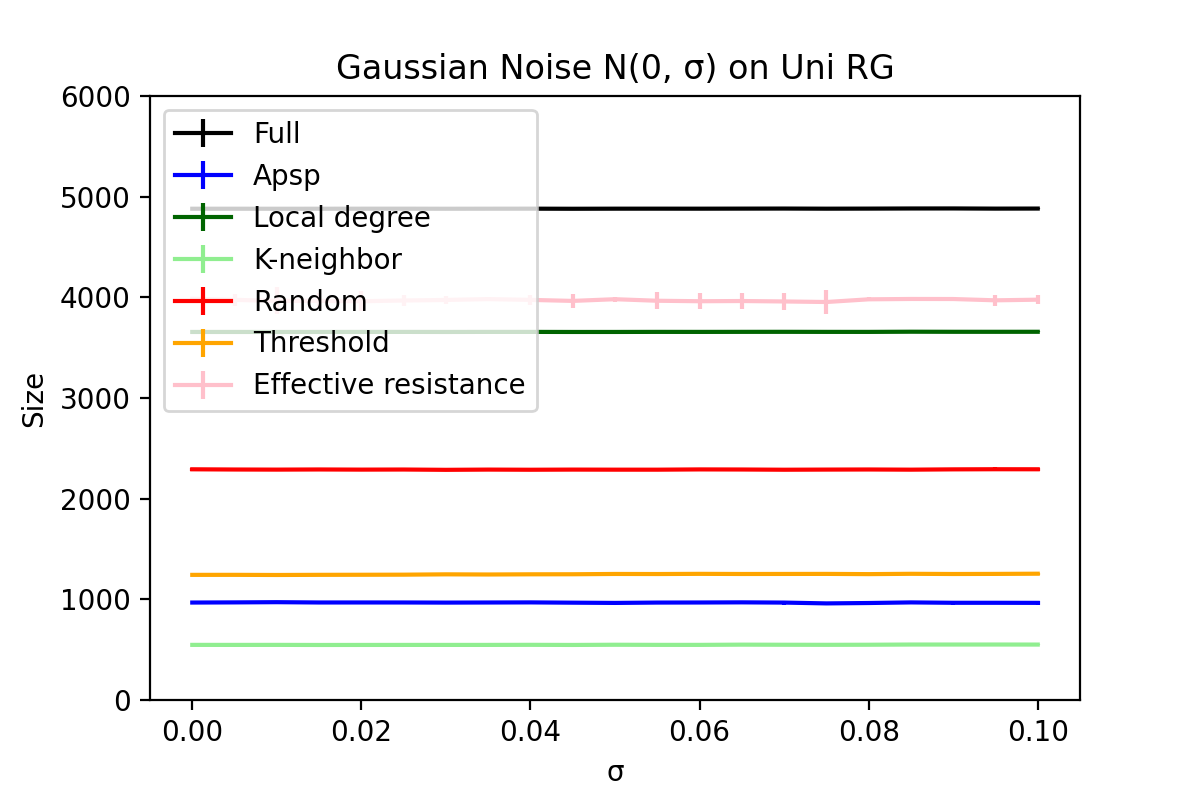 Gaussian Noise N(0, σ) on Uni RG
6000
5000
4000
3000
2000
1000
0
Size
Full
Apsp
Local degree
K-neighbor
Random
Threshold
Effective resistance
0.00 0.02 0.04 0.06 0.08 0.10
σ